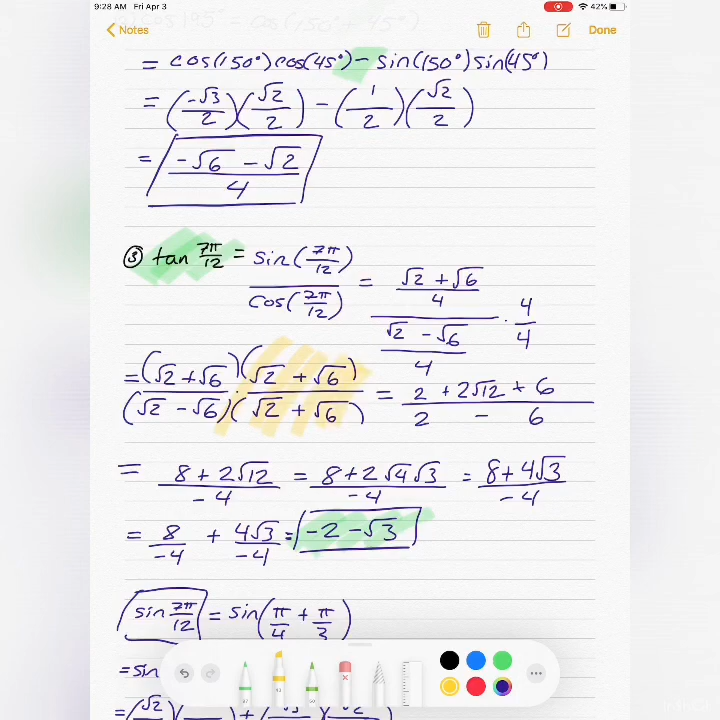 9:28 AM Fri Apr 3
42%
Notes
Done
= cos(150°)cos(45°) - sin(150°)sin(45°)
= (-√3/2)(√2/2) - (1/2)(√2/2)
= (-√6 - √2)/4
③ tan 7π/12 = sin(7π/12)/cos(7π/12) = ((√2 + √6)/4)/((√2 - √6)/4) · 4/4
= (√2 + √6)/(√2 - √6) · (√2 + √6)/(√2 + √6) = (2 + 2√12 + 6)/(2 - 6)
= (8 + 2√12)/-4 = (8 + 2√4√3)/-4 = (8 + 4√3)/-4
= 8/-4 + 4√3/-4 = -2 - √3
sin 7π/12 = sin(π/4 + π/3)
= sin